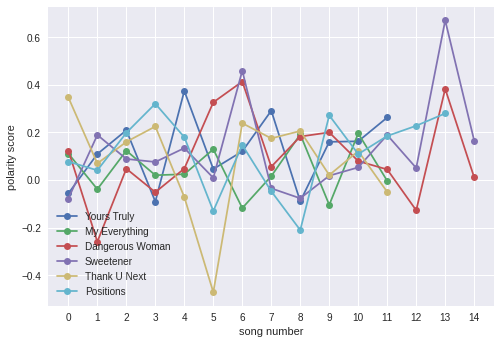 polarity score
0.6
0.4
0.2
0.0
−0.2
−0.4
Yours Truly
My Everything
Dangerous Woman
Sweetener
Thank U Next
Positions
0 1 2 3 4 5 6 7 8 9 10 11 12 13 14
song number